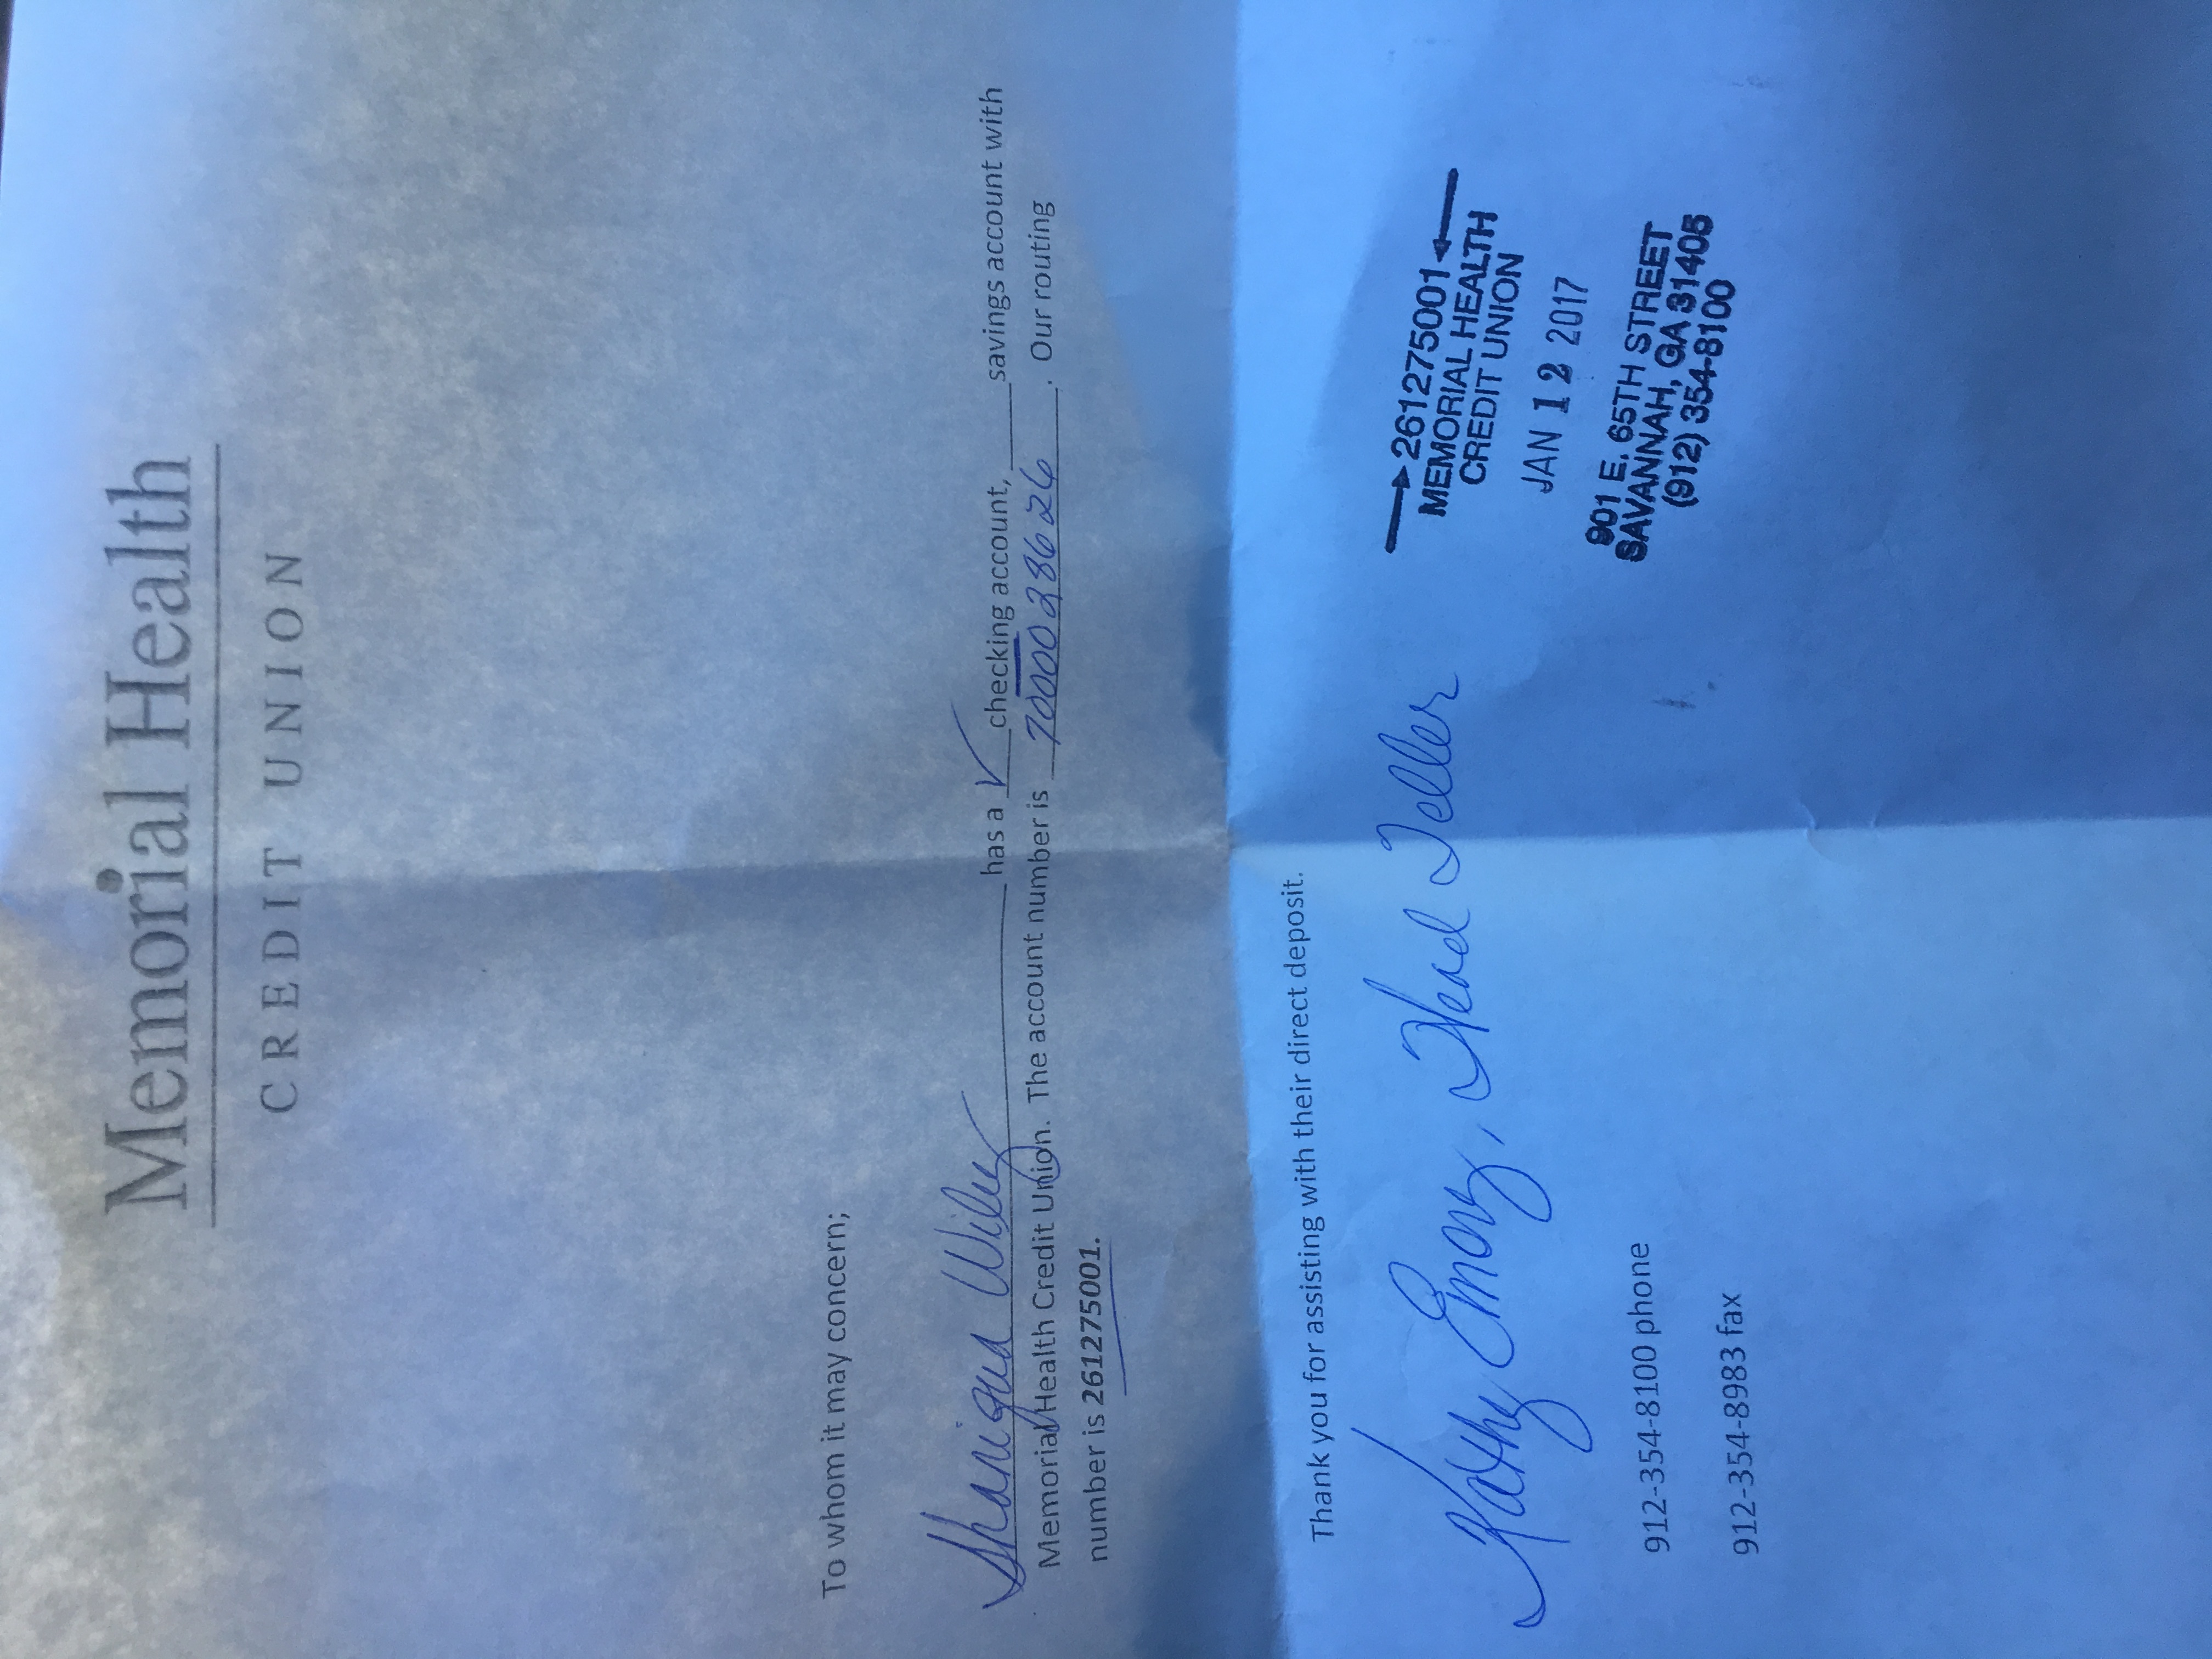 Memorial Health
CREDIT UNION
To whom it may concern;
Shaniqua Wiley has a ✓ checking account, ____ savings account with
Memorial Health Credit Union. The account number is 7000028626. Our routing
number is 261275001.
Thank you for assisting with their direct deposit.
Kathy Emory, Head Teller
912-354-8100 phone
912-354-8983 fax
→261275001←
MEMORIAL HEALTH
CREDIT UNION
JAN 12 2017
901 E. 65TH STREET
SAVANNAH, GA 31405
(912) 354-8100